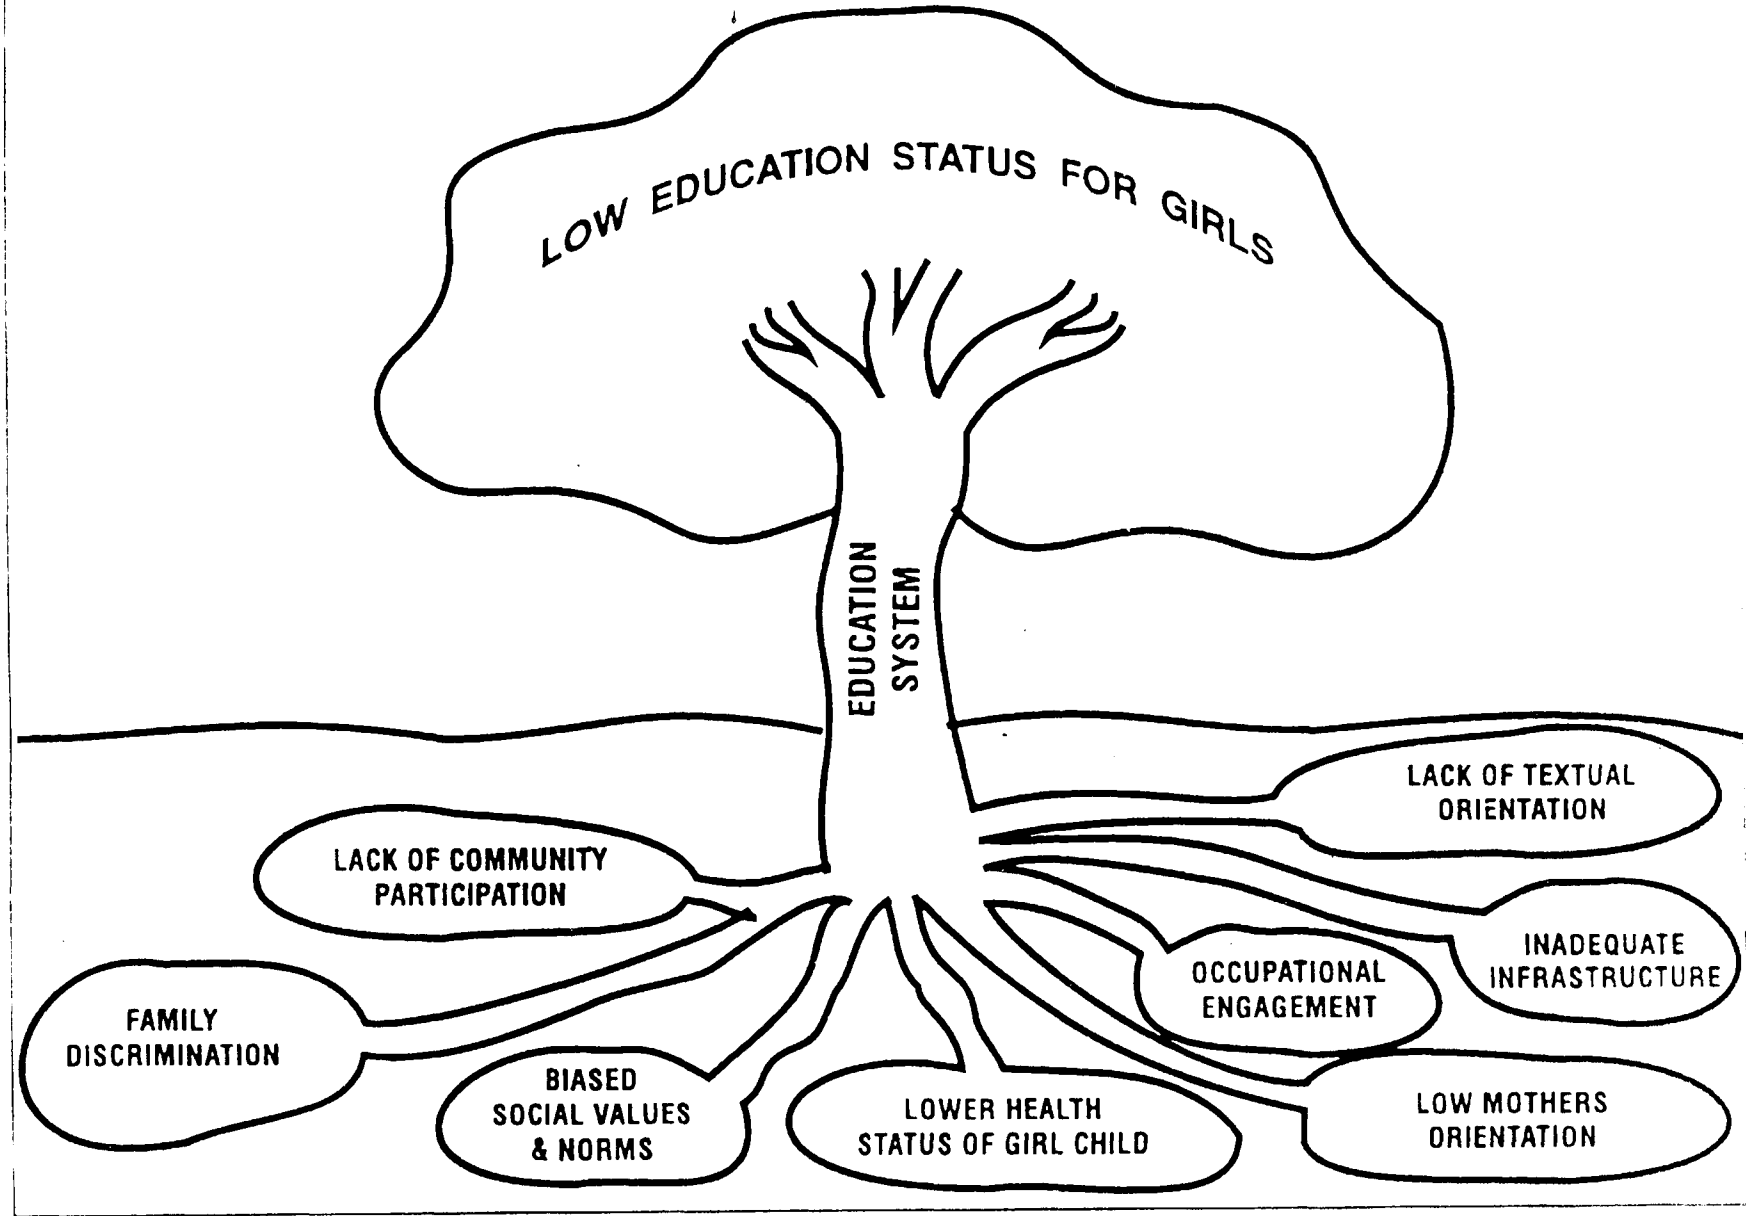 LOW EDUCATION STATUS FOR GIRLS
EDUCATION
SYSTEM
LACK OF TEXTUAL
ORIENTATION
LACK OF COMMUNITY
PARTICIPATION
INADEQUATE
INFRASTRUCTURE
OCCUPATIONAL
ENGAGEMENT
FAMILY
DISCRIMINATION
BIASED
SOCIAL VALUES
& NORMS
LOWER HEALTH
STATUS OF GIRL CHILD
LOW MOTHERS
ORIENTATION